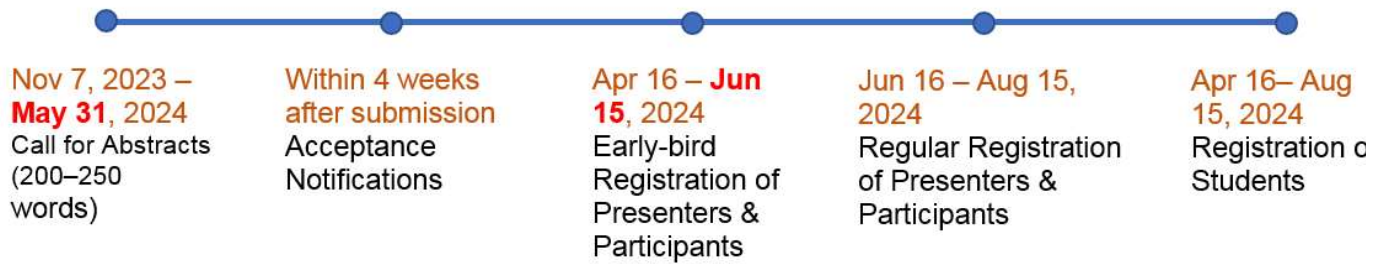 Nov 7, 2023 –
May 31, 2024
Call for Abstracts
(200–250
words)
Within 4 weeks
after submission
Acceptance
Notifications
Apr 16 – Jun
15, 2024
Early-bird
Registration of
Presenters &
Participants
Jun 16 – Aug 15,
2024
Regular Registration
of Presenters &
Participants
Apr 16– Aug
15, 2024
Registration
Students